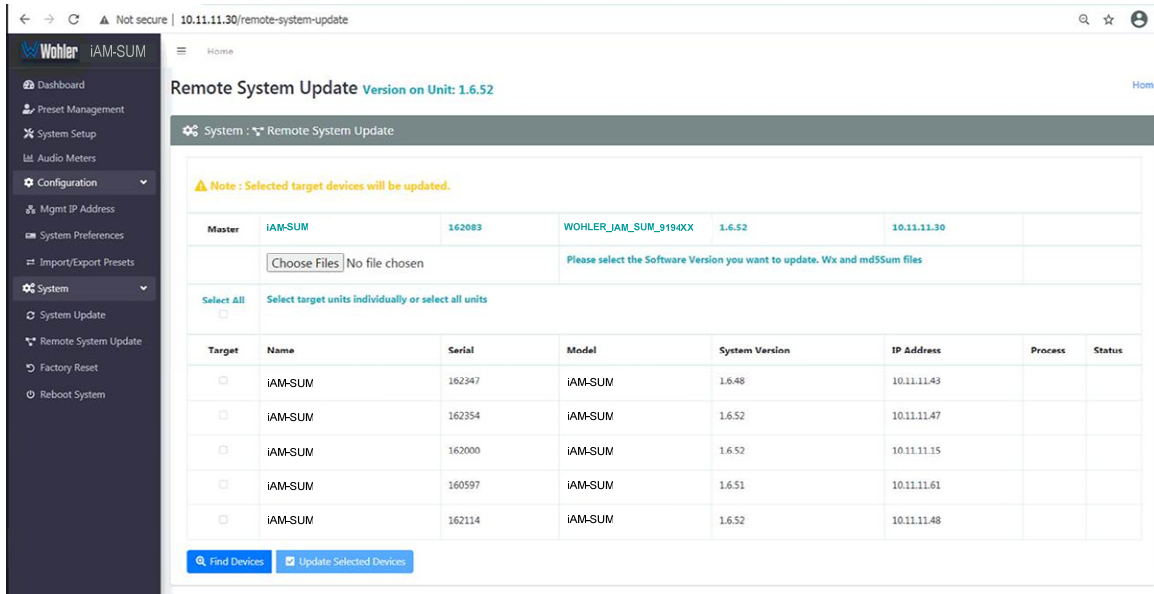 Not secure | 10.11.11.30/remote-system-update
Wohler iAM-SUM
Home
Dashboard
Preset Management
System Setup
Audio Meters
Configuration
Mgmt IP Address
System Preferences
Import/Export Presets
System
System Update
Remote System Update
Factory Reset
Reboot System
Remote System Update Version on Unit: 1.6.52
Hom
System : Remote System Update
Note : Selected target devices will be updated.
Master iAM-SUM 162083 WOHLER_IAM_SUM_9194XX 1.6.52 10.11.11.30
Choose Files No file chosen Please select the Software Version you want to update. Wx and md5Sum files
Select All Select target units individually or select all units
Target Name Serial Model System Version IP Address Process Status
iAM-SUM 162347 iAM-SUM 1.6.48 10.11.11.43
iAM-SUM 162354 iAM-SUM 1.6.52 10.11.11.47
iAM-SUM 162000 iAM-SUM 1.6.52 10.11.11.15
iAM-SUM 160597 iAM-SUM 1.6.51 10.11.11.61
iAM-SUM 162114 iAM-SUM 1.6.52 10.11.11.48
Find Devices Update Selected Devices